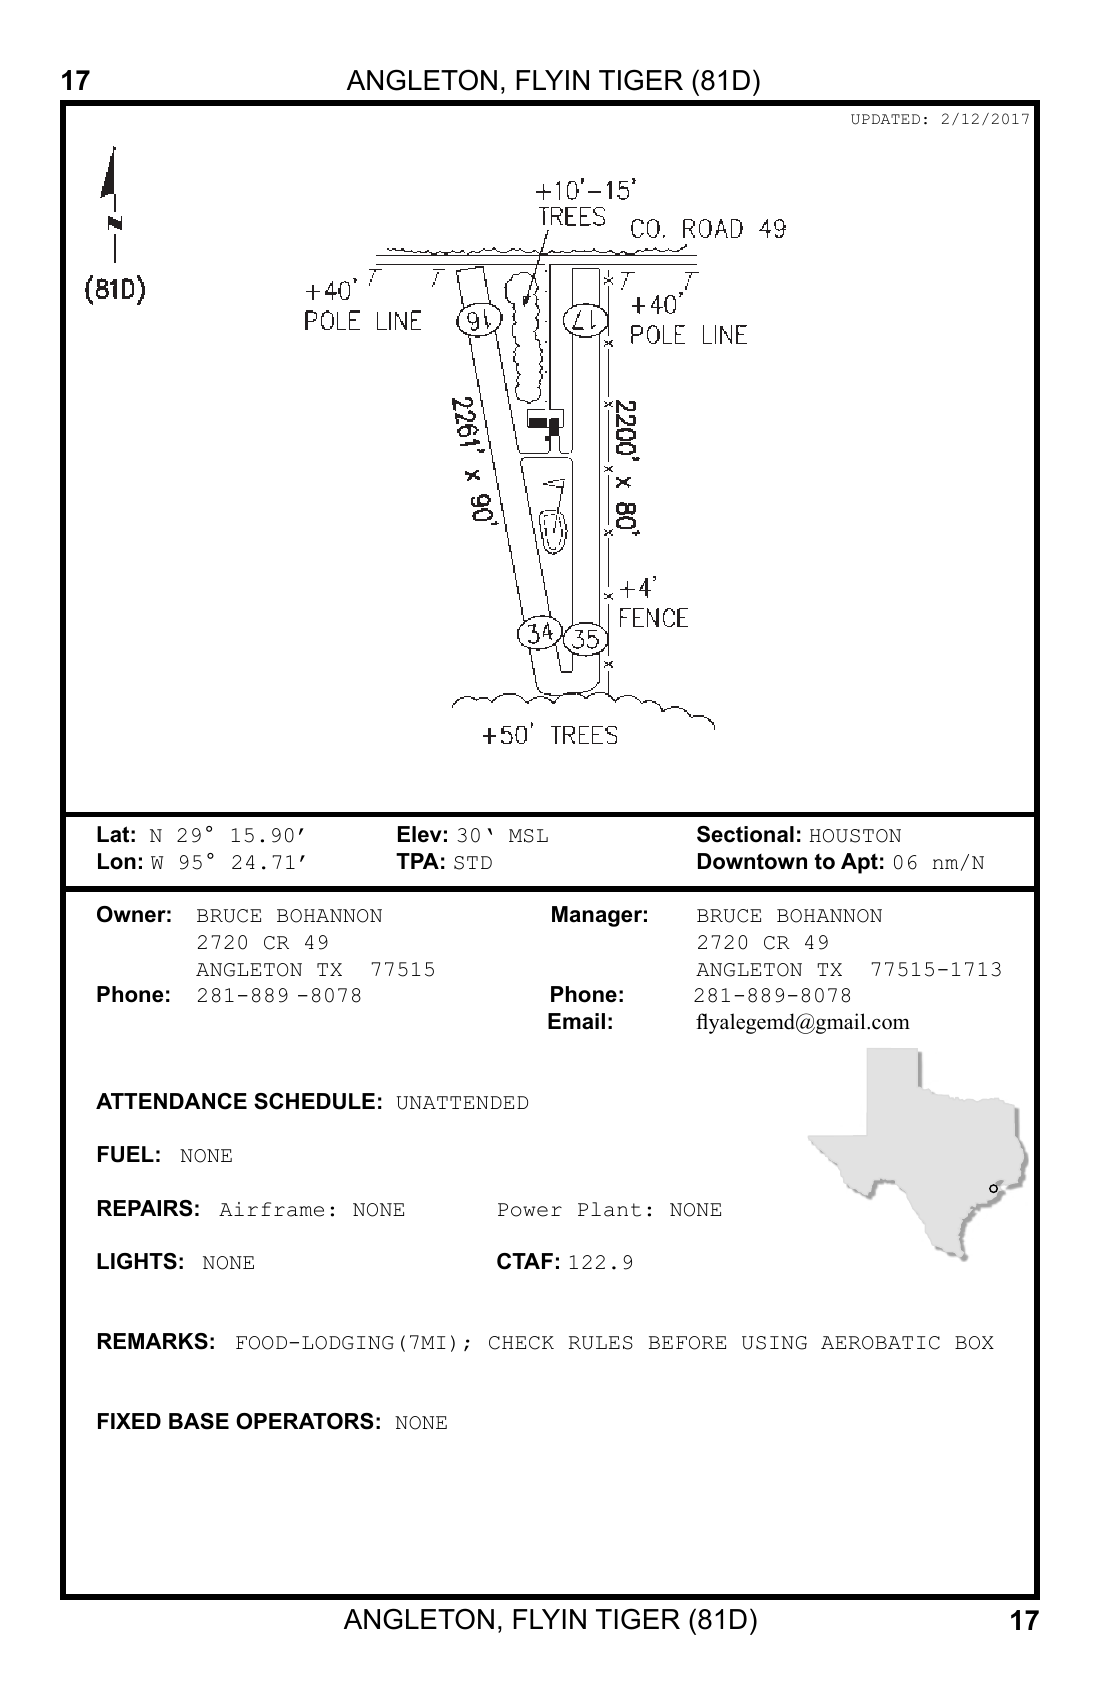 17 ANGLETON, FLYIN TIGER (81D)
UPDATED: 2/12/2017
N
(81D)
+10'-15'
TREES
CO. ROAD 49
+40'
POLE LINE
16
17
+40'
POLE LINE
2261' x 90'
2200' x 80'
+4'
FENCE
34
35
+50' TREES
Lat: N 29° 15.90′ Elev: 30‘ MSL Sectional: HOUSTON
Lon: W 95° 24.71′ TPA: STD Downtown to Apt: 06 nm/N
Owner: BRUCE BOHANNON Manager: BRUCE BOHANNON
2720 CR 49 2720 CR 49
ANGLETON TX 77515 ANGLETON TX 77515-1713
Phone: 281-889 -8078 Phone: 281-889-8078
Email: flyalegemd@gmail.com
ATTENDANCE SCHEDULE: UNATTENDED
FUEL: NONE
REPAIRS: Airframe: NONE Power Plant: NONE
LIGHTS: NONE CTAF: 122.9
REMARKS: FOOD-LODGING(7MI); CHECK RULES BEFORE USING AEROBATIC BOX
FIXED BASE OPERATORS: NONE
ANGLETON, FLYIN TIGER (81D) 17